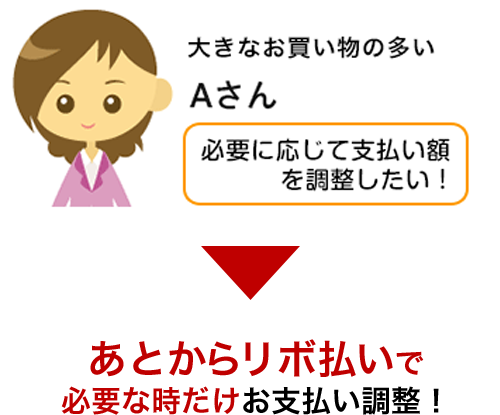 大きなお買い物の多い
Aさん
必要に応じて支払い額
を調整したい！
あとからリボ払いで
必要な時だけお支払い調整！